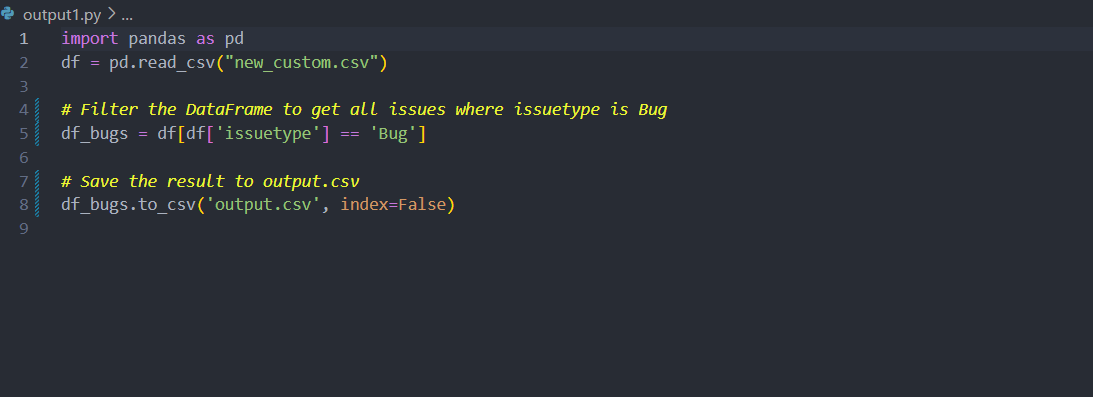 output1.py > ...
1 import pandas as pd
2 df = pd.read_csv("new_custom.csv")
3
4 # Filter the DataFrame to get all issues where issuetype is Bug
5 df_bugs = df[df['issuetype'] == 'Bug']
6
7 # Save the result to output.csv
8 df_bugs.to_csv('output.csv', index=False)
9